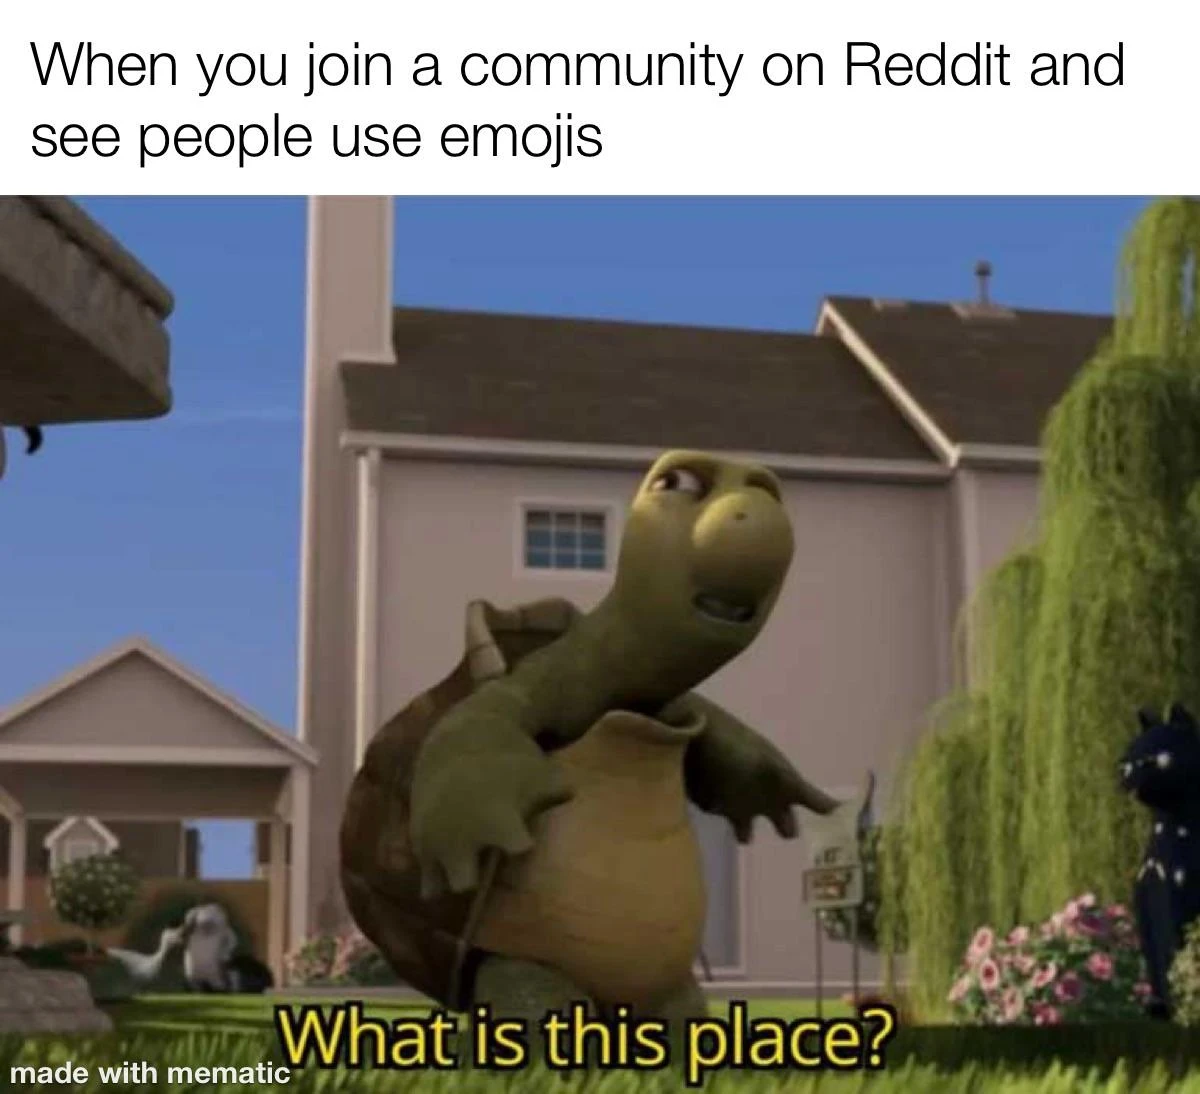 When you join a community on Reddit and
see people use emojis
What is this place?
made with mematic